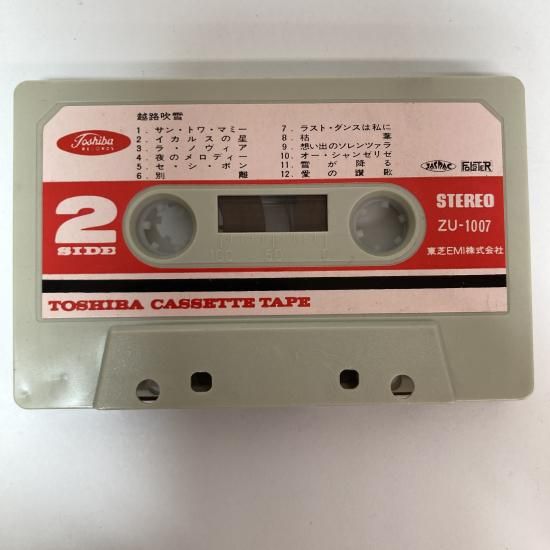 越路吹雪
Toshiba
RECORDS
1. サン・トワ・マミー
2. イカルスの星
3. ラ・ノヴィア
4. 夜のメロディー
5. セ・シ・ボン
6. 別離
7. ラスト・ダンスは私に
8. 枯葉
9. 想い出のソレンツァラ
10. オー・シャンゼリゼ
11. 雪が降る
12. 愛の讃歌
2
SIDE
STEREO
ZU-1007
東芝EMI株式会社
100 50 0
TOSHIBA CASSETTE TAPE